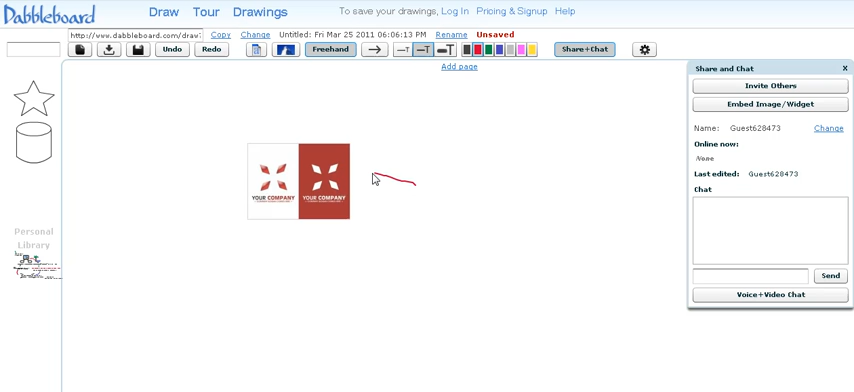 Dabbleboard
Draw Tour Drawings
To save your drawings, Log In Pricing & Signup Help
http://www.dabbleboard.com/draw?
Copy Change Untitled: Fri Mar 25 2011 06:06:13 PM Rename Unsaved
Undo Redo Freehand T T T Share+Chat
Add page
Share and Chat X
Invite Others
Embed Image/Widget
Name: Guest628473 Change
Online now:
None
Last edited: Guest628473
Chat
Send
Voice+Video Chat
Personal
Library
YOUR COMPANY YOUR COMPANY